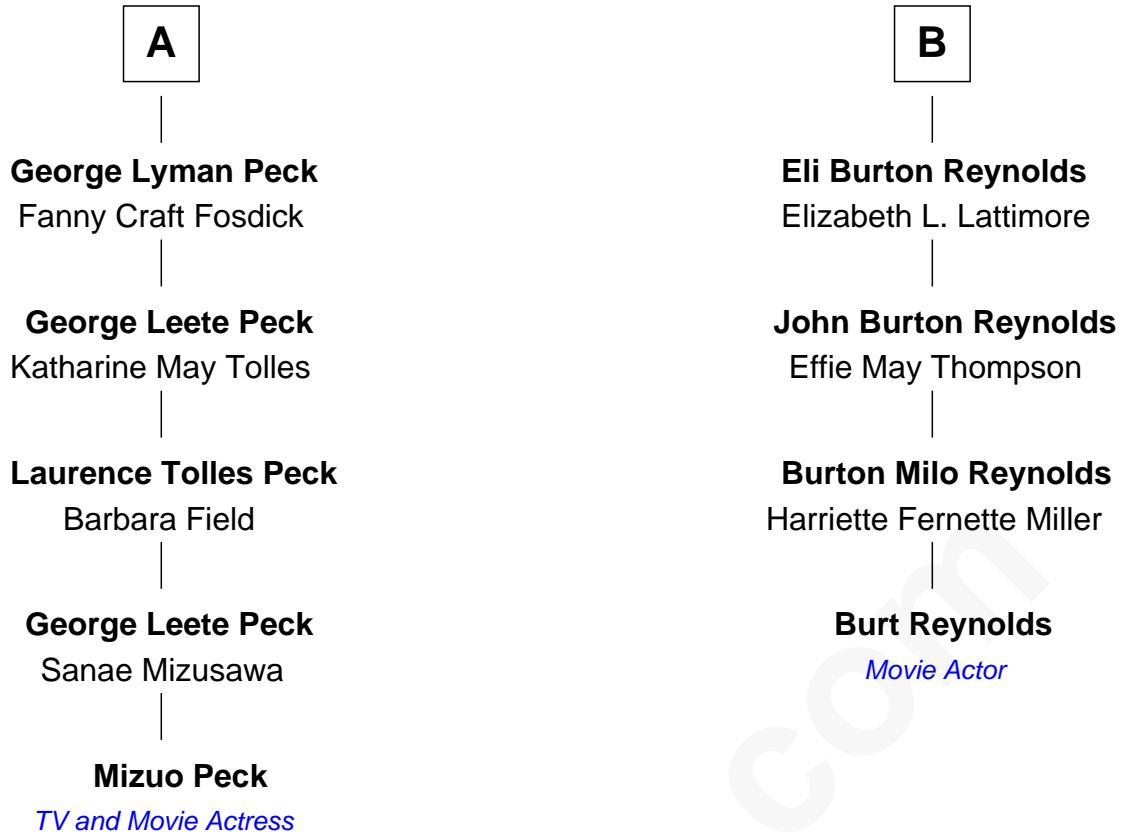 A
George Lyman Peck
Fanny Craft Fosdick
George Leete Peck
Katharine May Tolles
Laurence Tolles Peck
Barbara Field
George Leete Peck
Sanae Mizusawa
Mizuo Peck
TV and Movie Actress
B
Eli Burton Reynolds
Elizabeth L. Lattimore
John Burton Reynolds
Effie May Thompson
Burton Milo Reynolds
Harriette Fernette Miller
Burt Reynolds
Movie Actor
com